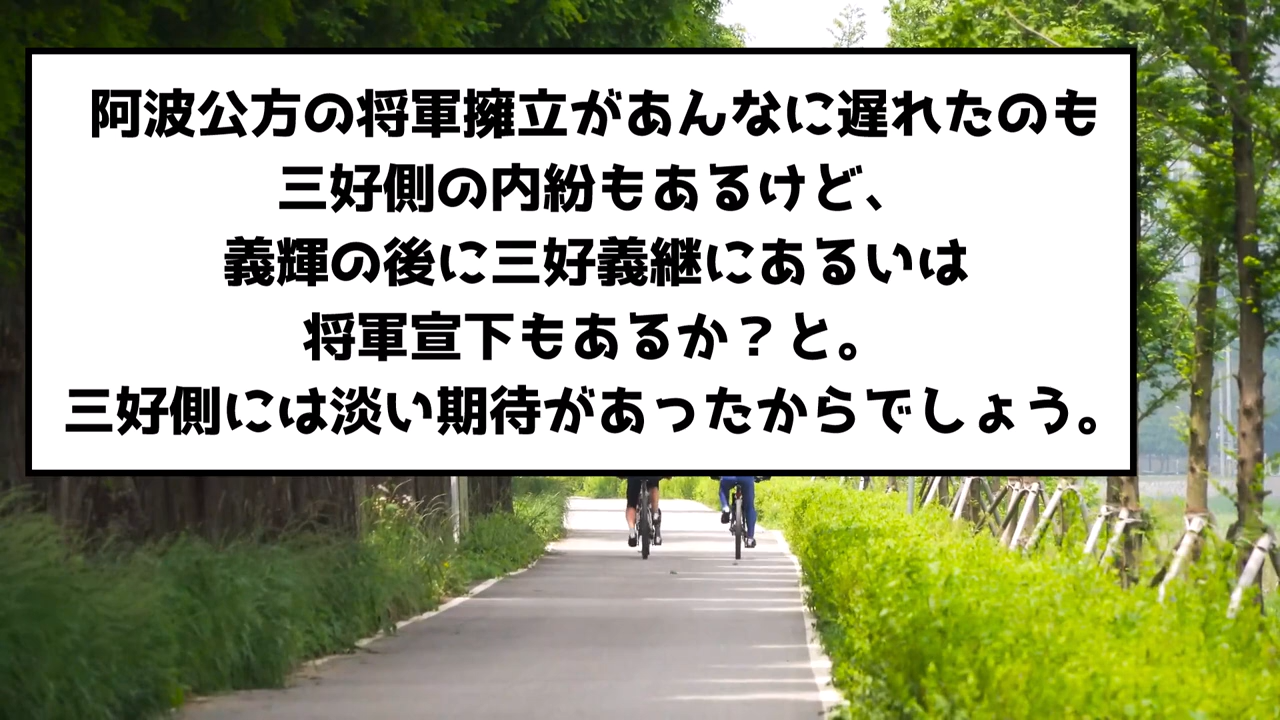 阿波公方の将軍擁立があんなに遅れたのも
三好側の内紛もあるけど、
義輝の後に三好義継にあるいは
将軍宣下もあるか？と。
三好側には淡い期待があったからでしょう。